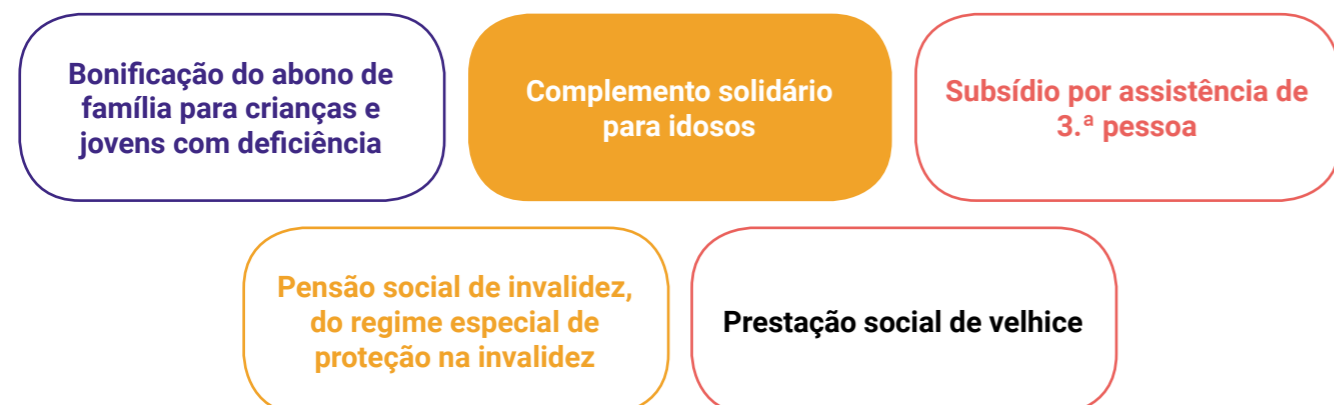 Bonificação do abono de
família para crianças e
jovens com deficiência
Complemento solidário
para idosos
Subsídio por assistência de
3.ª pessoa
Pensão social de invalidez,
do regime especial de
proteção na invalidez
Prestação social de velhice